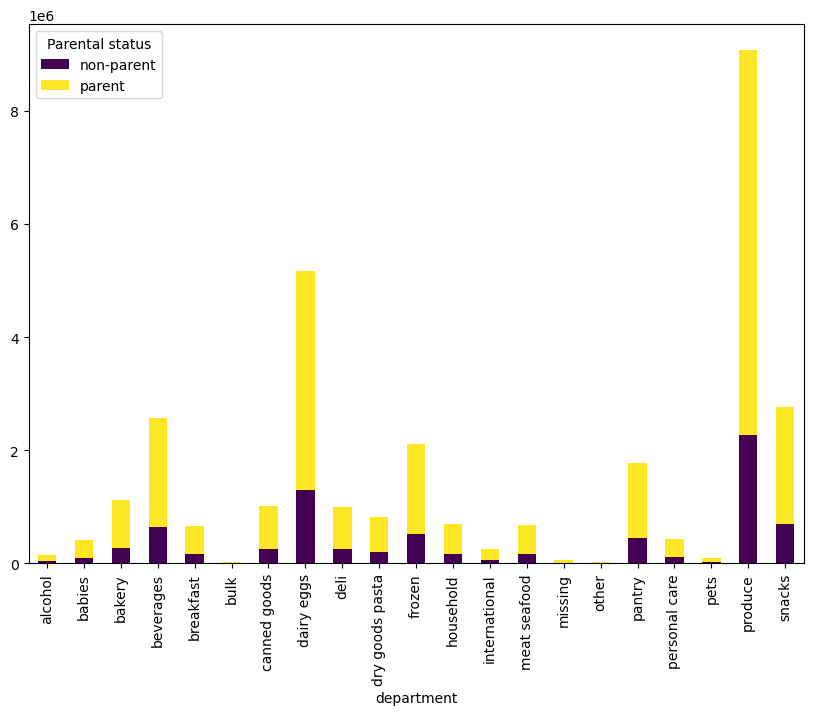 1e6
Parental status
non-parent
parent
8
6
4
2
0
alcohol
babies
bakery
beverages
breakfast
bulk
canned goods
dairy eggs
deli
dry goods pasta
frozen
household
international
meat seafood
missing
other
pantry
personal care
pets
produce
snacks
department